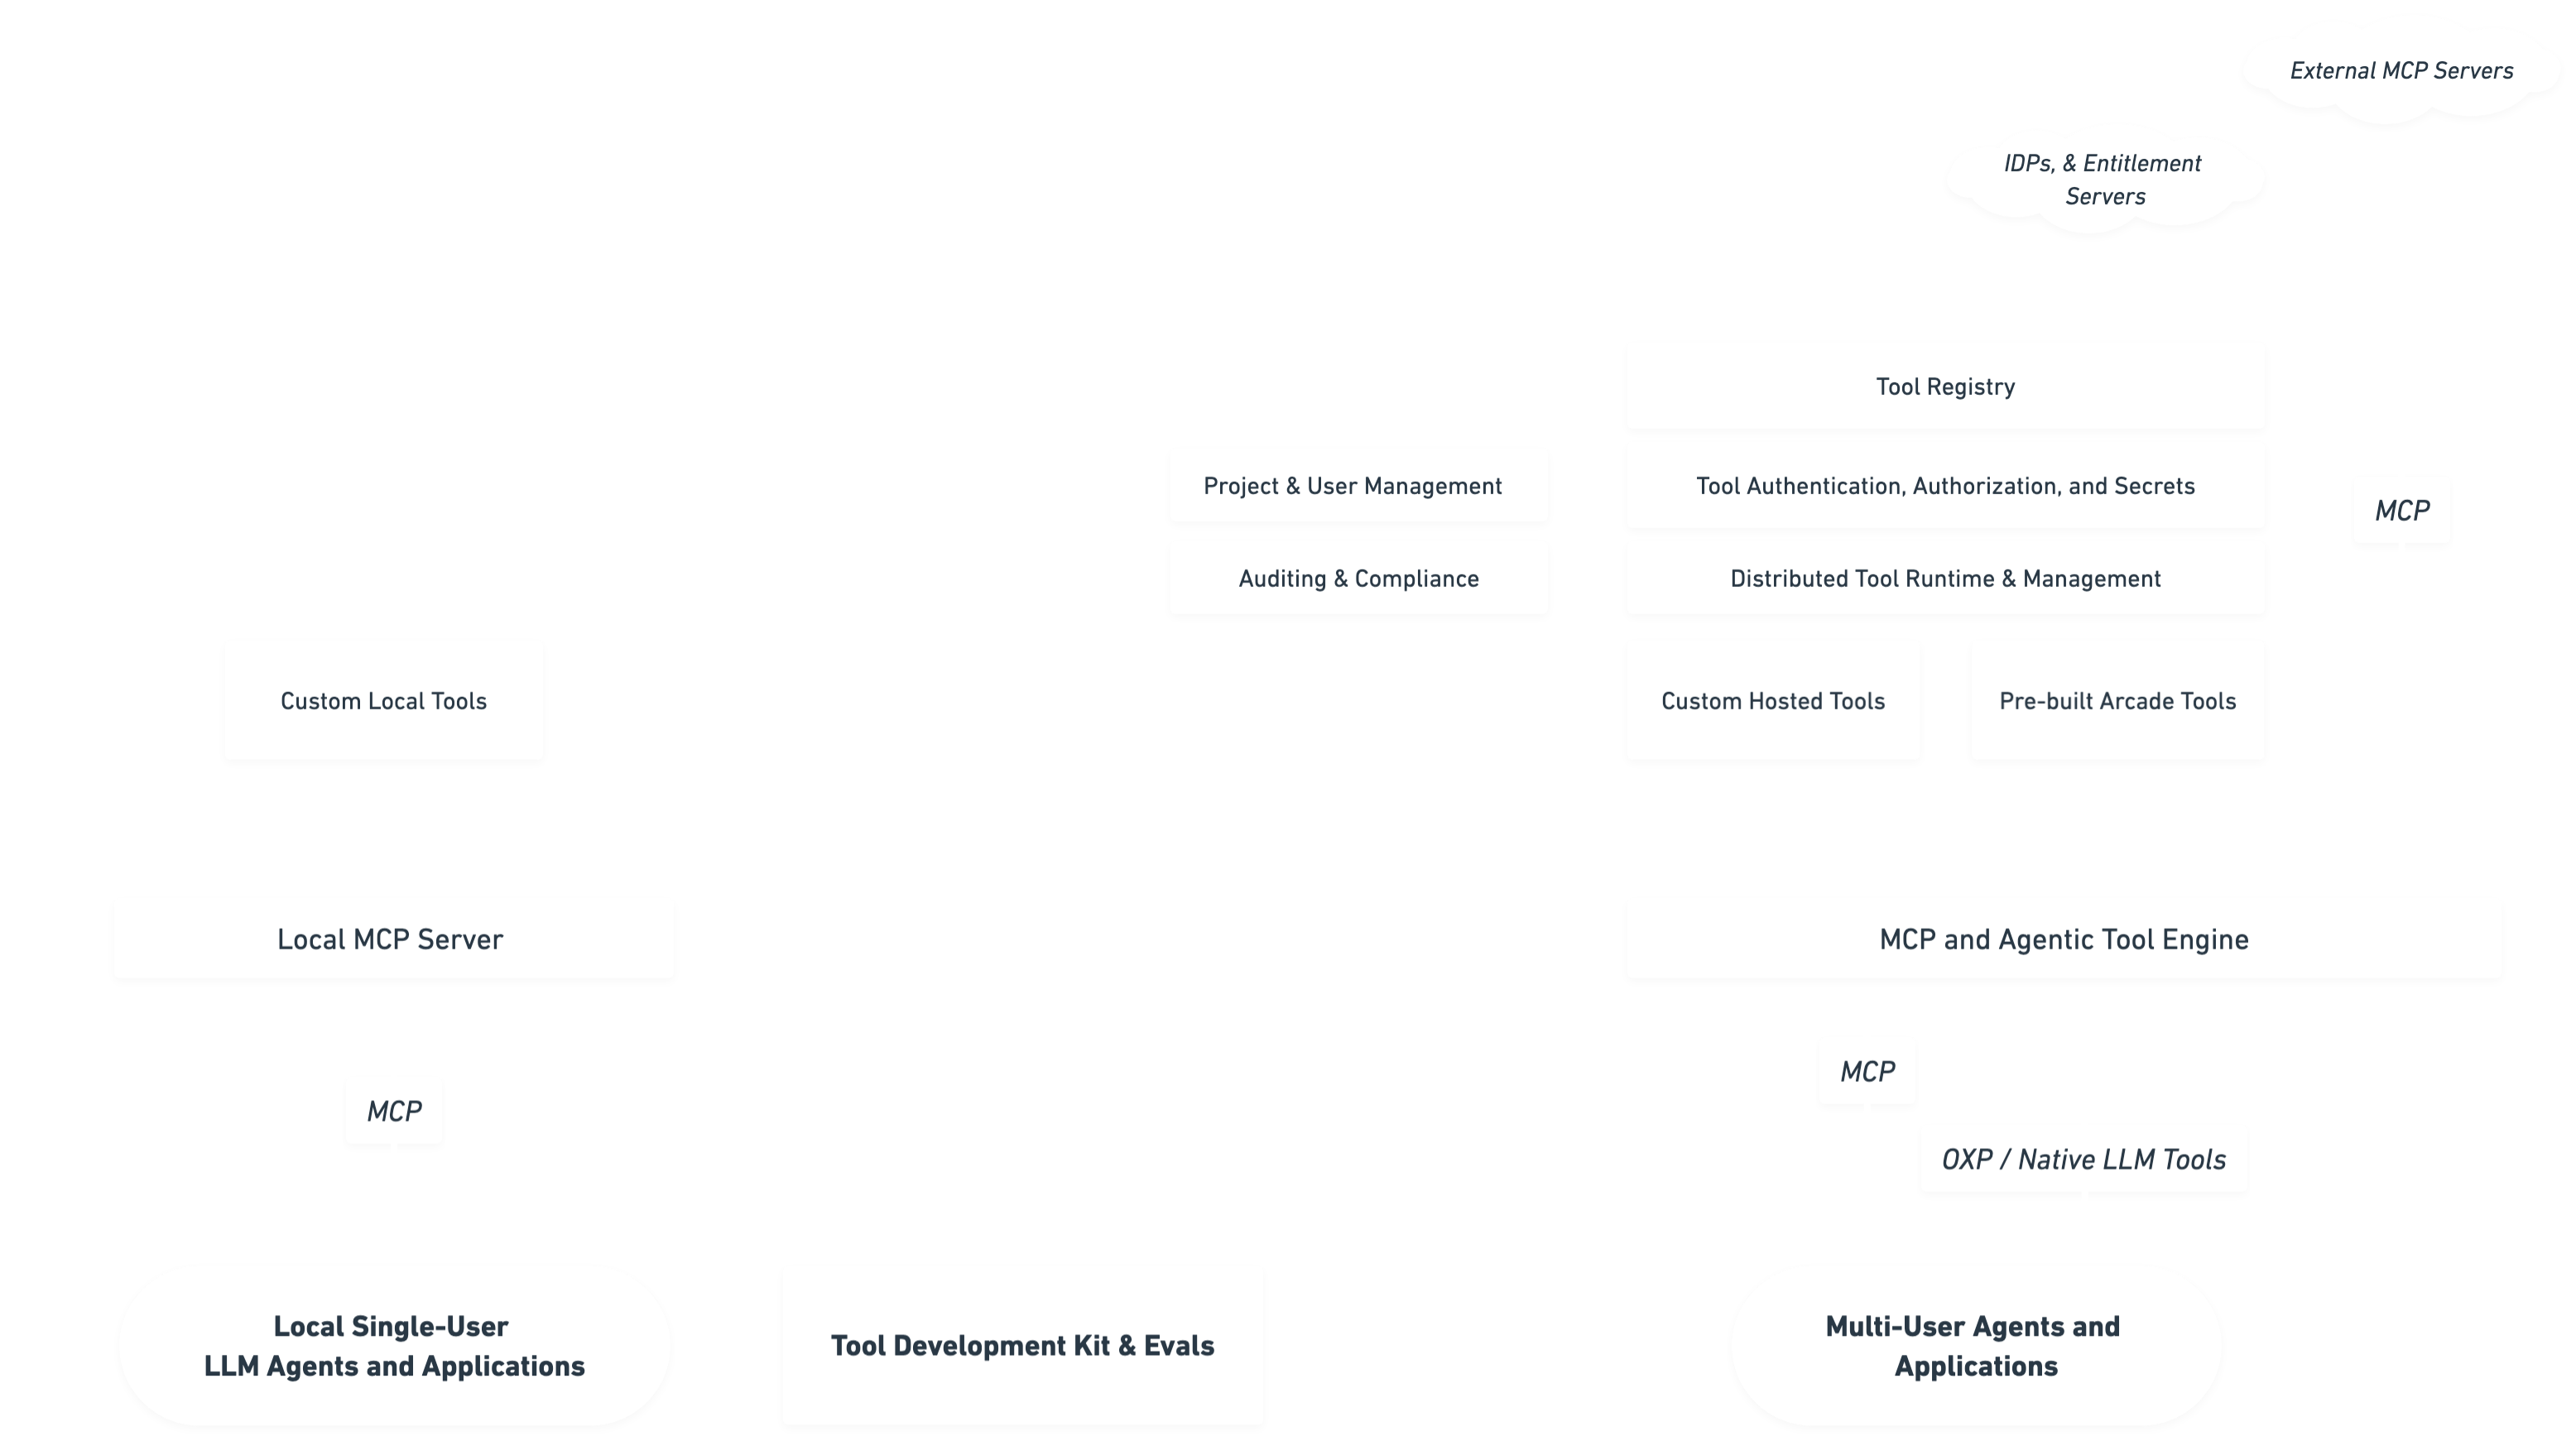 External MCP Servers
IDPs, & Entitlement
Servers
Tool Registry
Project & User Management
Tool Authentication, Authorization, and Secrets
MCP
Auditing & Compliance
Distributed Tool Runtime & Management
Custom Local Tools
Custom Hosted Tools
Pre-built Arcade Tools
Local MCP Server
MCP and Agentic Tool Engine
MCP
MCP
OXP / Native LLM Tools
Local Single-User
LLM Agents and Applications
Tool Development Kit & Evals
Multi-User Agents and
Applications